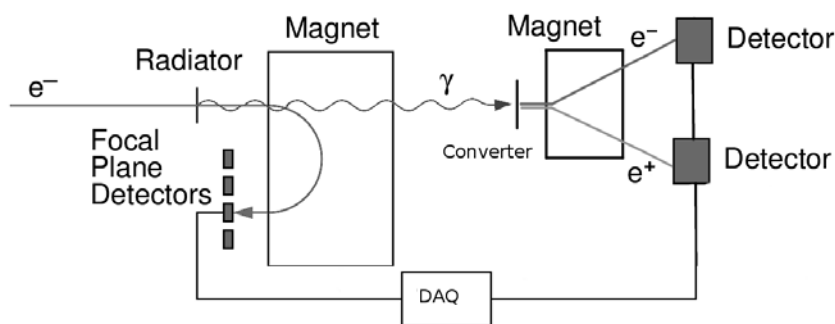 Magnet
Magnet
e⁻
Detector
Radiator
e⁻
γ
Focal
Plane
Detectors
Converter
Detector
e⁺
DAQ